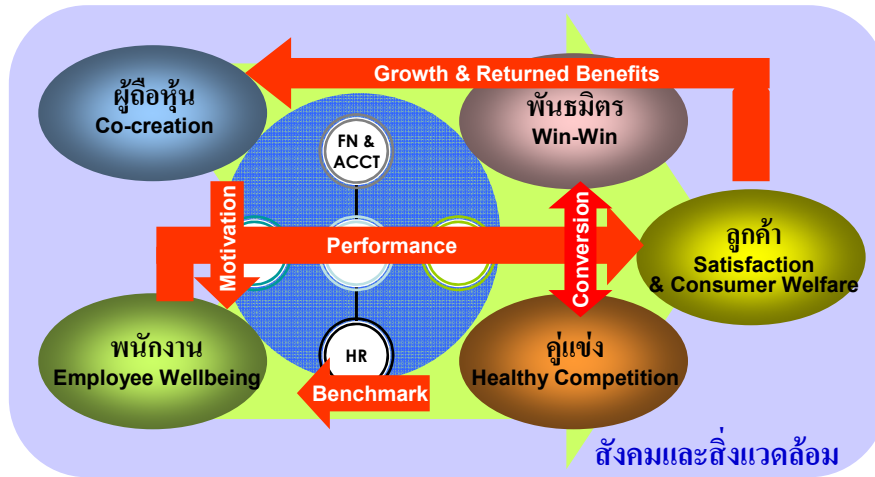 Growth & Returned Benefits
ผู้ถือหุ้น
Co-creation
พันธมิตร
Win-Win
FN &
ACCT
Motivation
Performance
Conversion
ลูกค้า
Satisfaction
& Consumer Welfare
พนักงาน
Employee Wellbeing
HR
Benchmark
คู่แข่ง
Healthy Competition
สังคมและสิ่งแวดล้อม